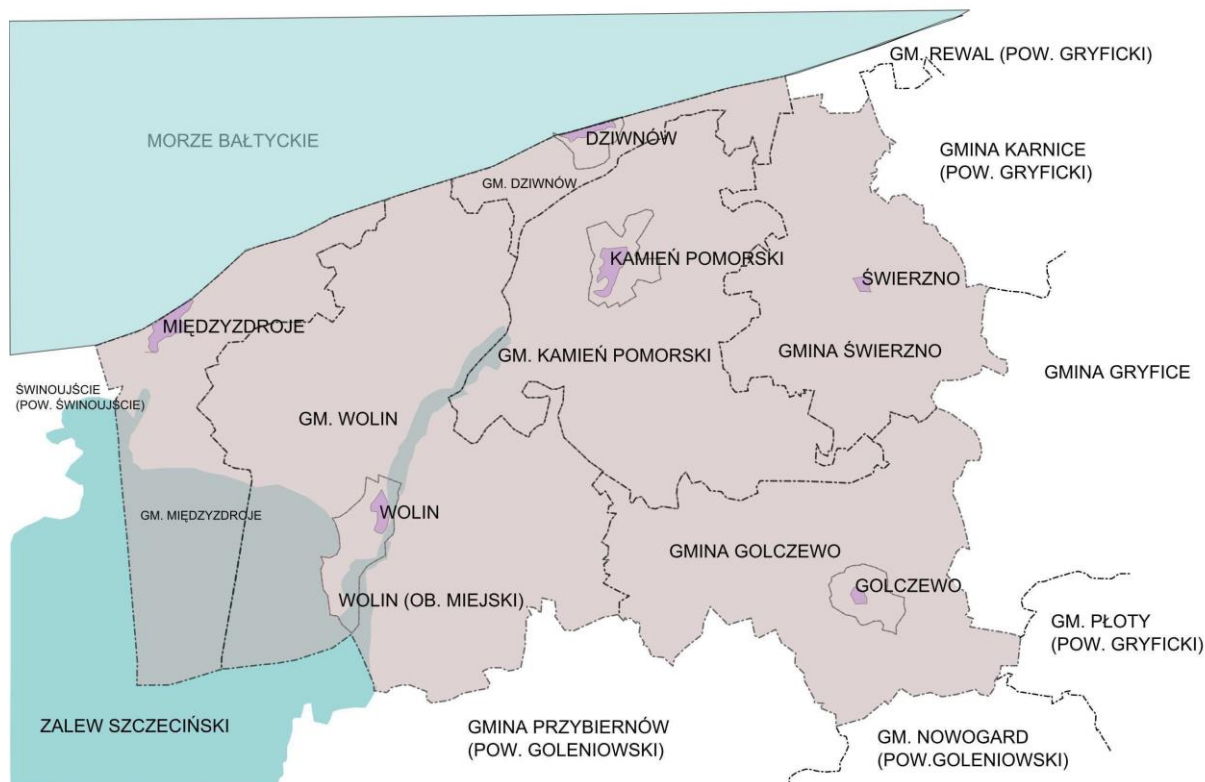 GM. REWAL (POW. GRYFICKI)
MORZE BAŁTYCKIE
DZIWNÓW
GMINA KARNICE
(POW. GRYFICKI)
GM. DZIWNÓW
KAMIEŃ POMORSKI
ŚWIERZNO
MIĘDZYZDROJE
GM. KAMIEŃ POMORSKI
GMINA ŚWIERZNO
GMINA GRYFICE
ŚWINOUJŚCIE
(POW. ŚWINOUJŚCIE)
GM. WOLIN
GM. MIĘDZYZDROJE
WOLIN
GMINA GOLCZEWO
GOLCZEWO
WOLIN (OB. MIEJSKI)
GM. PŁOTY
(POW. GRYFICKI)
ZALEW SZCZECIŃSKI
GMINA PRZYBIERNÓW
(POW. GOLENIOWSKI)
GM. NOWOGARD
(POW.GOLENIOWSKI)